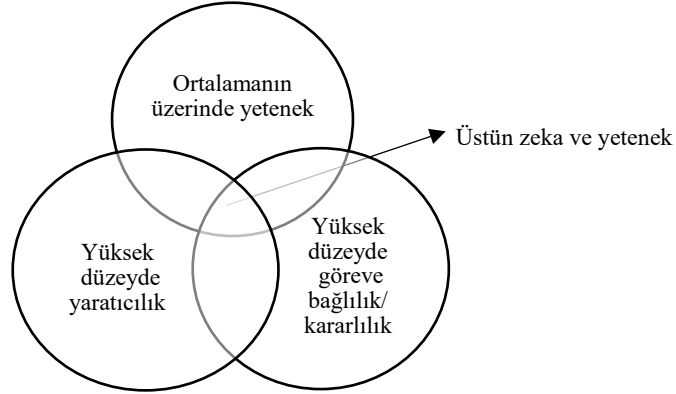 Ortalamanın
üzerinde yetenek
Üstün zeka ve yetenek
Yüksek
düzeyde
yaratıcılık
Yüksek
düzeyde
göreve
bağlılık/
kararlılık